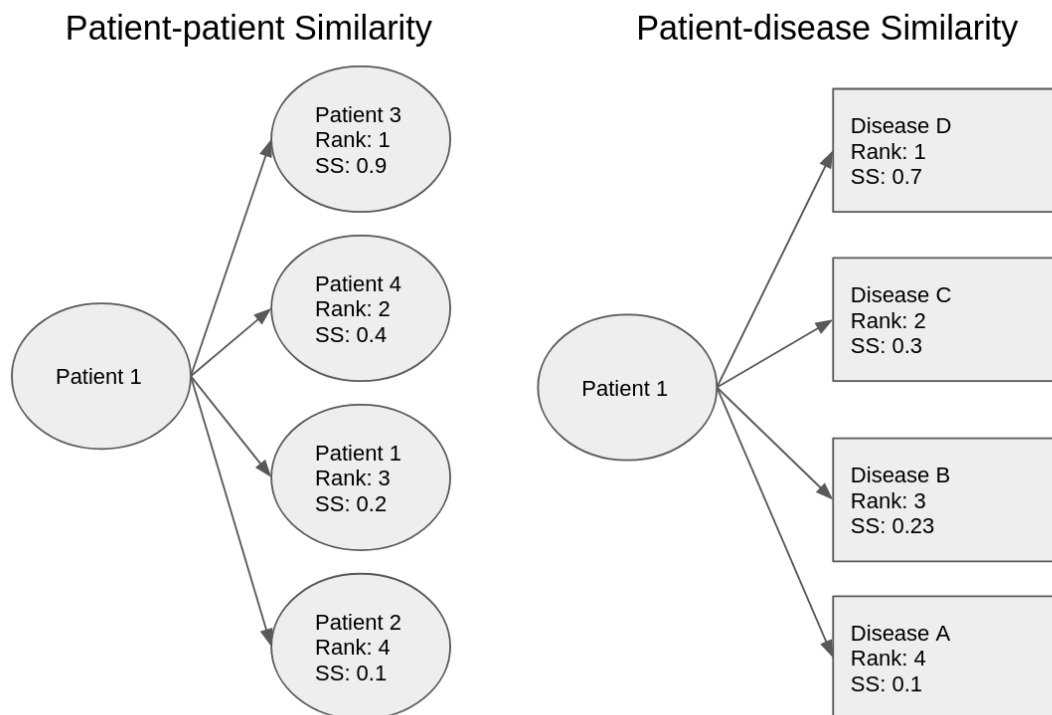 Patient-patient Similarity
Patient 1
Patient 3
Rank: 1
SS: 0.9
Patient 4
Rank: 2
SS: 0.4
Patient 1
Rank: 3
SS: 0.2
Patient 2
Rank: 4
SS: 0.1
Patient-disease Similarity
Patient 1
Disease D
Rank: 1
SS: 0.7
Disease C
Rank: 2
SS: 0.3
Disease B
Rank: 3
SS: 0.23
Disease A
Rank: 4
SS: 0.1